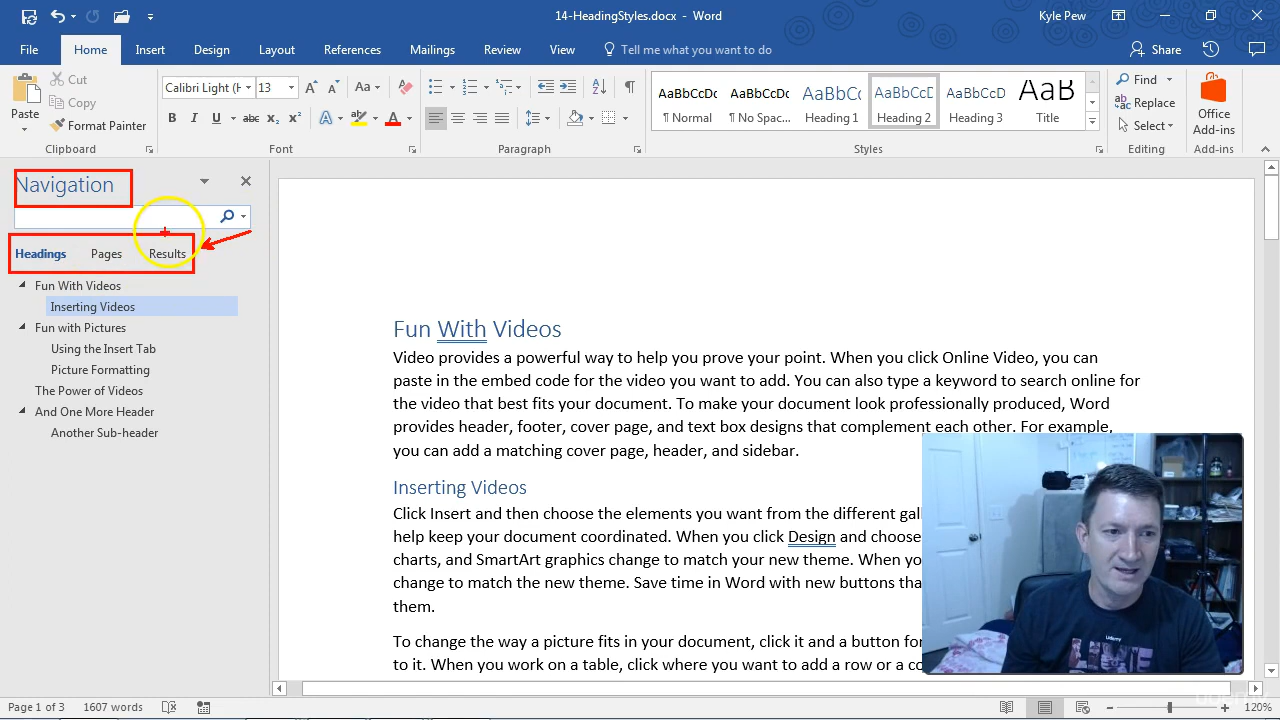 14-HeadingStyles.docx - Word
Kyle Pew
File Home Insert Design Layout References Mailings Review View Tell me what you want to do Share
Paste
Cut
Copy
Format Painter
Clipboard
Calibri Light (H 13
Aa
B I U abc x₂ x² A A
Font
Paragraph
AaBbCcDc AaBbCcDc AaBbCc AaBbCcD AaBbCcD AaB
¶ Normal ¶ No Spac... Heading 1 Heading 2 Heading 3 Title
Styles
Find
Replace
Select
Editing
Office
Add-ins
Add-ins
Navigation
Headings Pages Results
Fun With Videos
Inserting Videos
Fun with Pictures
Using the Insert Tab
Picture Formatting
The Power of Videos
And One More Header
Another Sub-header
Fun With Videos
Video provides a powerful way to help you prove your point. When you click Online Video, you can
paste in the embed code for the video you want to add. You can also type a keyword to search online for
the video that best fits your document. To make your document look professionally produced, Word
provides header, footer, cover page, and text box designs that complement each other. For example,
you can add a matching cover page, header, and sidebar.
Inserting Videos
Click Insert and then choose the elements you want from the different gal
help keep your document coordinated. When you click Design and choose
charts, and SmartArt graphics change to match your new theme. When yo
change to match the new theme. Save time in Word with new buttons tha
them.
To change the way a picture fits in your document, click it and a button for
to it. When you work on a table, click where you want to add a row or a co
Udemy
Page 1 of 3 1607 words
120%